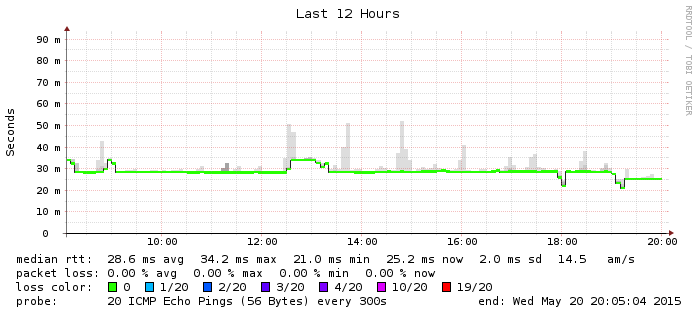 Last 12 Hours
RRDTOOL / TOBI OETIKER
Seconds
90 m
80 m
70 m
60 m
50 m
40 m
30 m
20 m
10 m
0
10:00 12:00 14:00 16:00 18:00 20:00
median rtt: 28.6 ms avg 34.2 ms max 21.0 ms min 25.2 ms now 2.0 ms sd 14.5 am/s
packet loss: 0.00 % avg 0.00 % max 0.00 % min 0.00 % now
loss color: 0 1/20 2/20 3/20 4/20 10/20 19/20
probe: 20 ICMP Echo Pings (56 Bytes) every 300s end: Wed May 20 20:05:04 2015